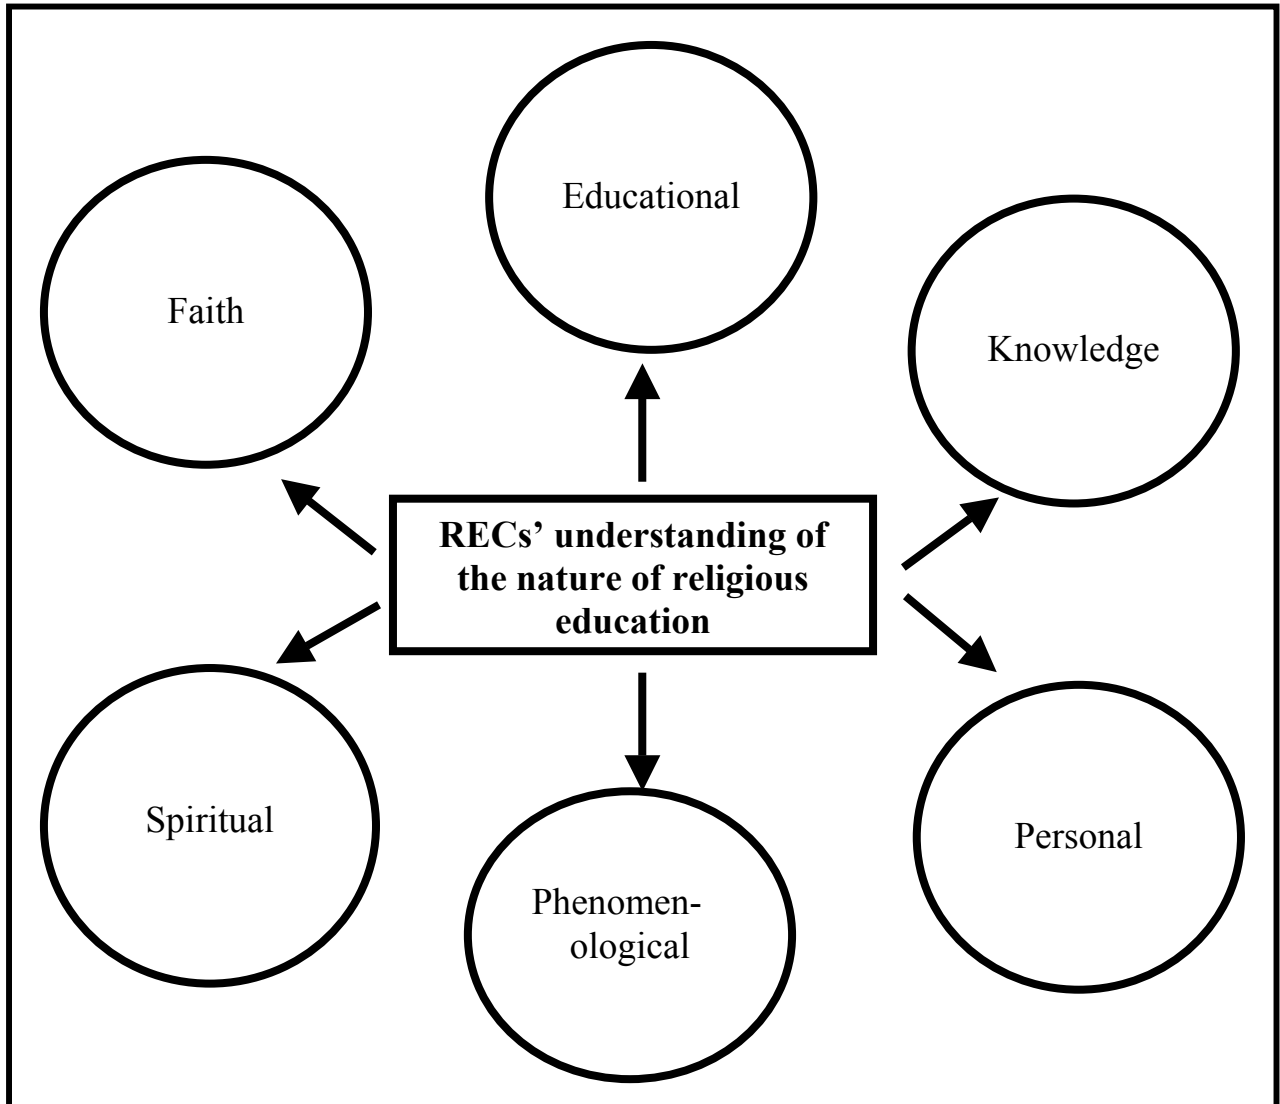 Educational
Faith
Knowledge
RECs’ understanding of
the nature of religious
education
Spiritual
Personal
Phenomen-
ological